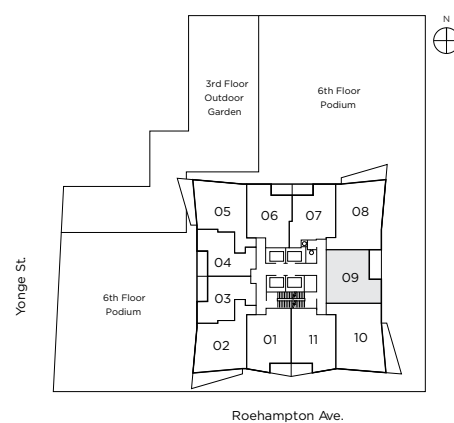 N
3rd Floor
Outdoor
Garden
6th Floor
Podium
05
06
07
08
04
09
03
02
01
11
10
6th Floor
Podium
Yonge St.
Roehampton Ave.